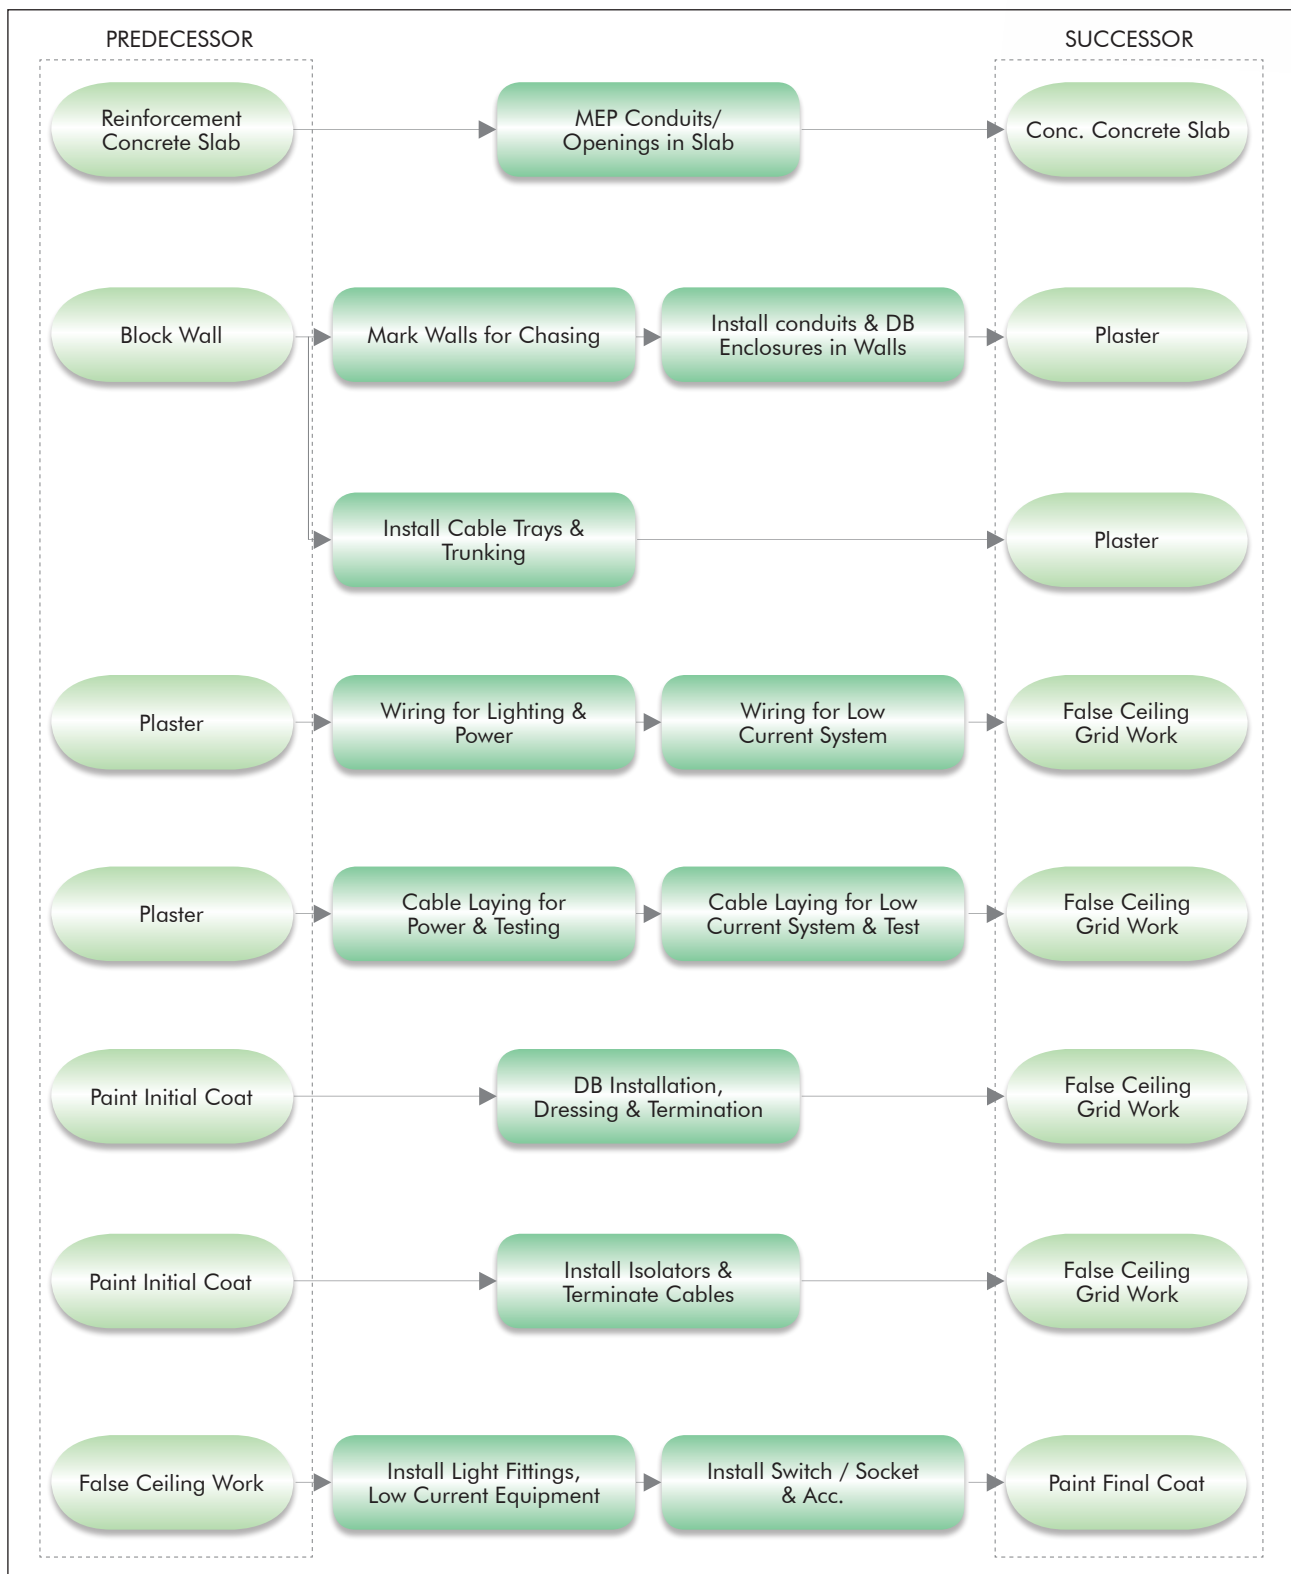 PREDECESSOR
SUCCESSOR
Reinforcement
Concrete Slab
MEP Conduits/
Openings in Slab
Conc. Concrete Slab
Block Wall
Mark Walls for Chasing
Install conduits & DB
Enclosures in Walls
Plaster
Install Cable Trays &
Trunking
Plaster
Plaster
Wiring for Lighting &
Power
Wiring for Low
Current System
False Ceiling
Grid Work
Plaster
Cable Laying for
Power & Testing
Cable Laying for Low
Current System & Test
False Ceiling
Grid Work
Paint Initial Coat
DB Installation,
Dressing & Termination
False Ceiling
Grid Work
Paint Initial Coat
Install Isolators &
Terminate Cables
False Ceiling
Grid Work
False Ceiling Work
Install Light Fittings,
Low Current Equipment
Install Switch / Socket
& Acc.
Paint Final Coat